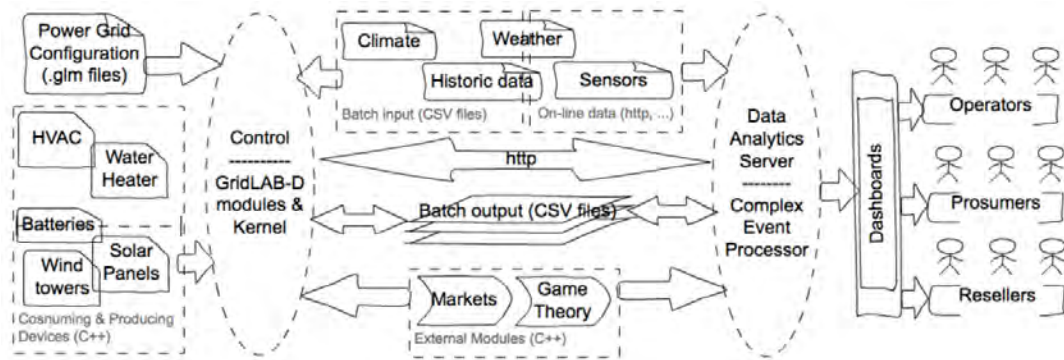 Power Grid
Configuration
(.glm files)
HVAC
Water
Heater
Batteries
Solar
Panels
Wind
towers
Cosnuming & Producing
Devices (C++)
Control
GridLAB-D
modules &
Kernel
Climate
Weather
Historic data
Sensors
Batch input (CSV files)
On-line data (http, ...)
http
Batch output (CSV files)
Markets
Game
Theory
External Modules (C++)
Data
Analytics
Server
Complex
Event
Processor
Dashboards
Operators
Prosumers
Resellers